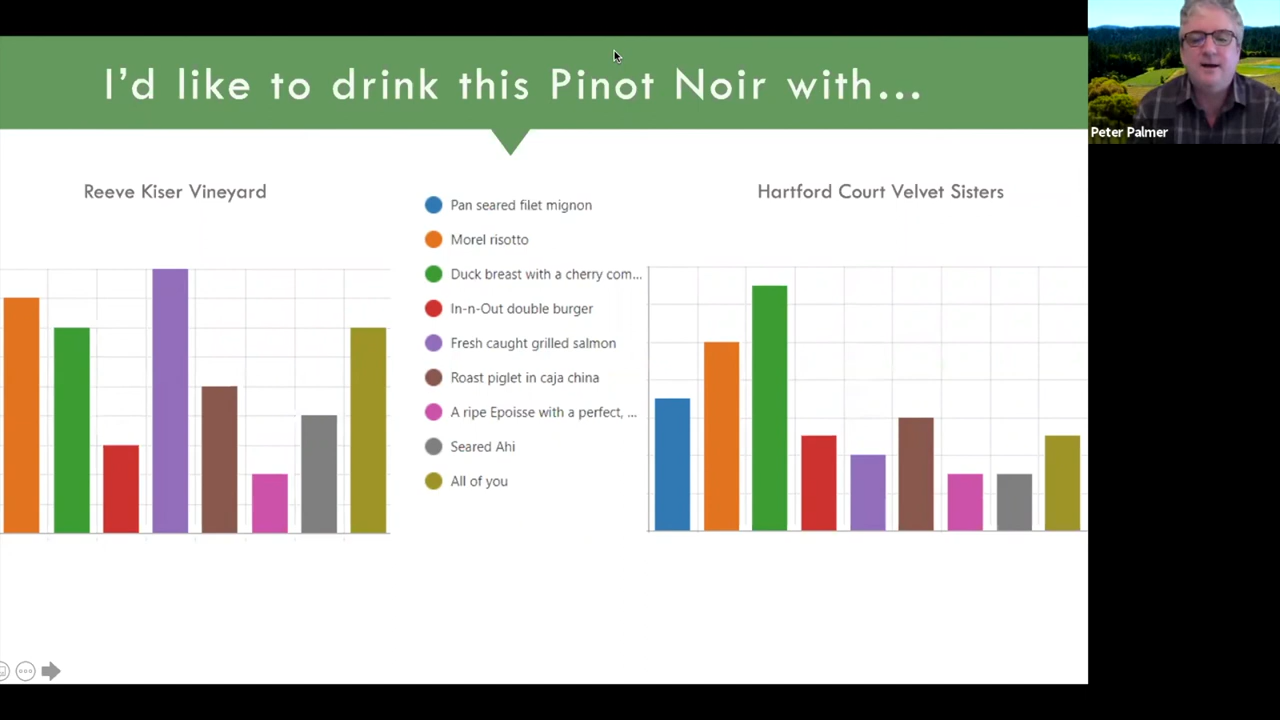 I'd like to drink this Pinot Noir with...
Peter Palmer
Reeve Kiser Vineyard
Hartford Court Velvet Sisters
Pan seared filet mignon
Morel risotto
Duck breast with a cherry com...
In-n-Out double burger
Fresh caught grilled salmon
Roast piglet in caja china
A ripe Epoisse with a perfect, ...
Seared Ahi
All of you